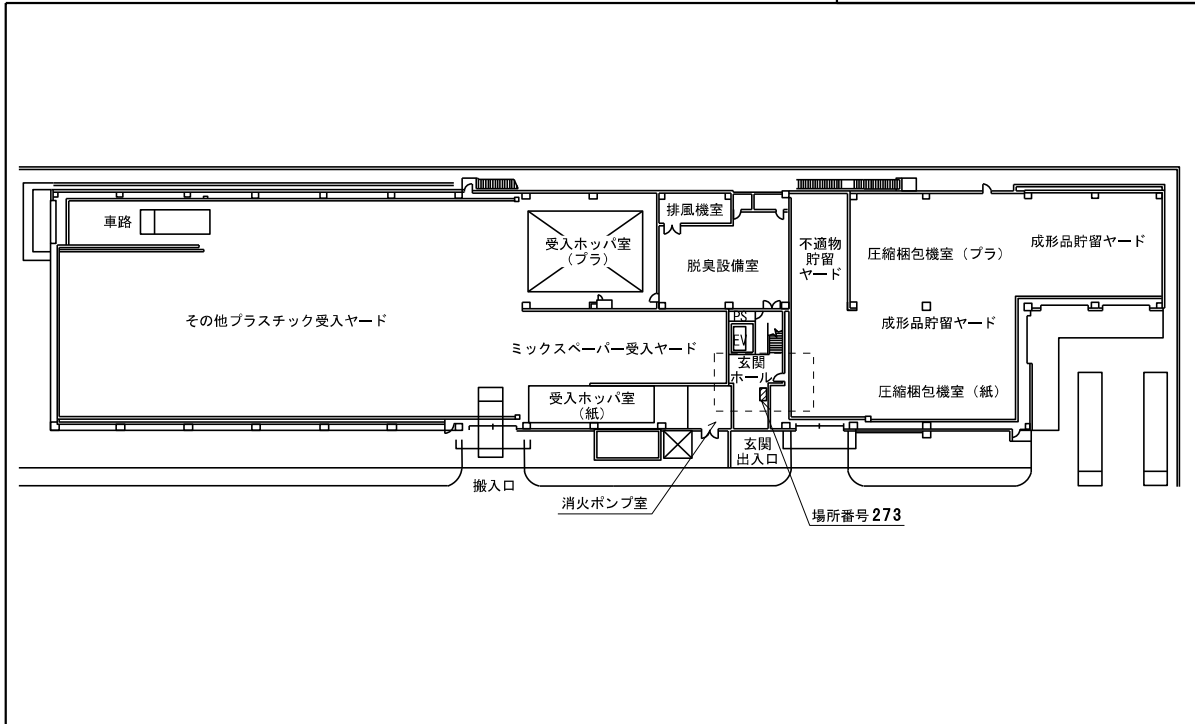 車路
排風機室
受入ホッパ室
（プラ）
脱臭設備室
不適物
貯留
ヤード
圧縮梱包機室（プラ）
成形品貯留ヤード
その他プラスチック受入ヤード
ミックスペーパー受入ヤード
PS
EV
玄関
ホール
成形品貯留ヤード
圧縮梱包機室（紙）
受入ホッパ室
（紙）
玄関
出入口
搬入口
消火ポンプ室
場所番号273